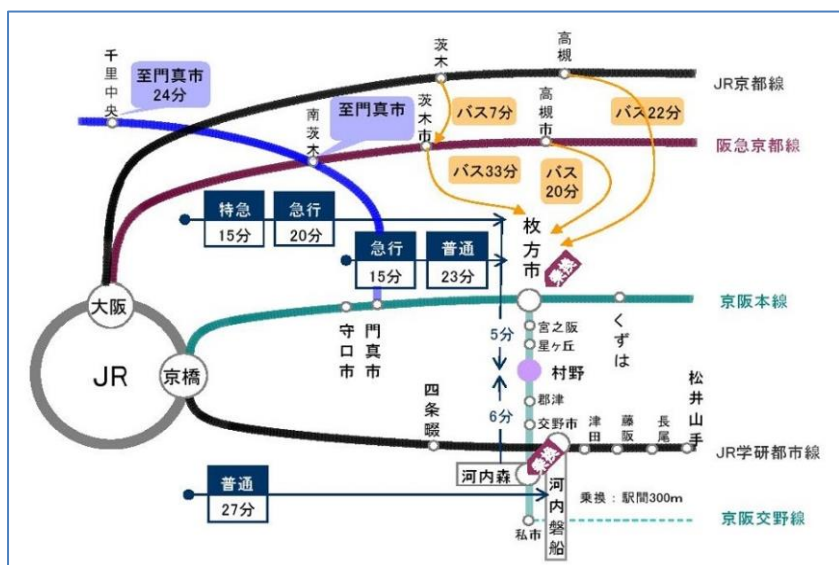 千里中央
至門真市
24分
南茨木
至門真市
茨木
茨木市
高槻
高槻市
バス7分
バス22分
バス33分
バス
20分
JR京都線
阪急京都線
特急
15分
急行
20分
急行
15分
普通
23分
枚方市
乗換
大阪
JR
京橋
守口市
門真市
京阪本線
くずは
宮之阪
星ヶ丘
5分
村野
6分
郡津
交野市
四条畷
津田
藤阪
長尾
松井山手
JR学研都市線
乗換
河内森
河内磐船
乗換:駅間300m
普通
27分
私市
京阪交野線